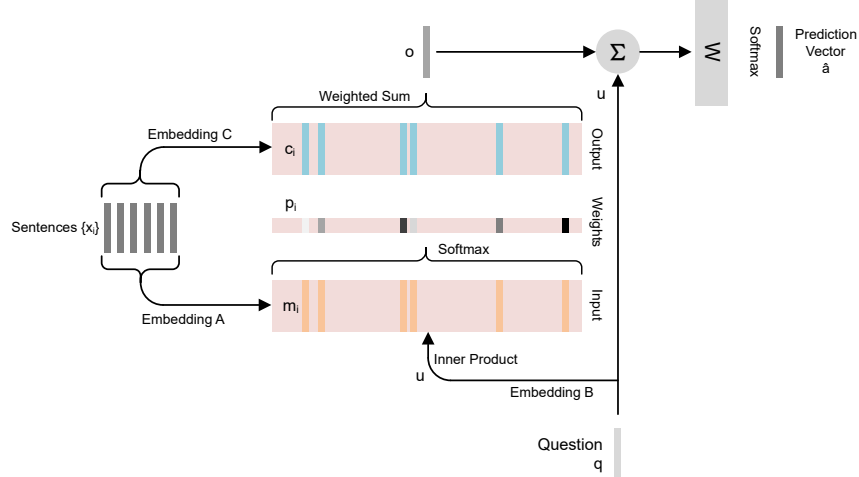 o
Σ
W
Softmax
Prediction
Vector
â
Weighted Sum
u
Embedding C
cᵢ
Output
pᵢ
Sentences {xᵢ}
Weights
Softmax
mᵢ
Input
Embedding A
Inner Product
u
Embedding B
Question
q